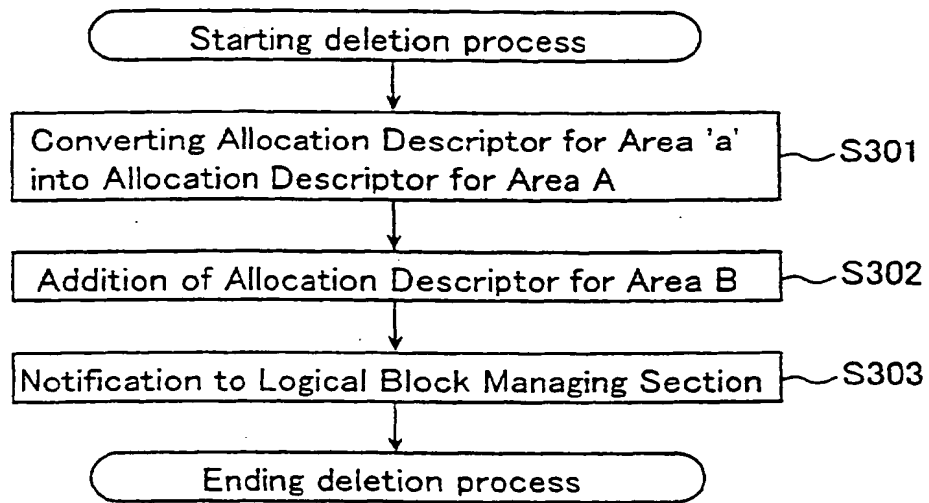 Starting deletion process
Converting Allocation Descriptor for Area 'a'
into Allocation Descriptor for Area A
S301
Addition of Allocation Descriptor for Area B
S302
Notification to Logical Block Managing Section
S303
Ending deletion process